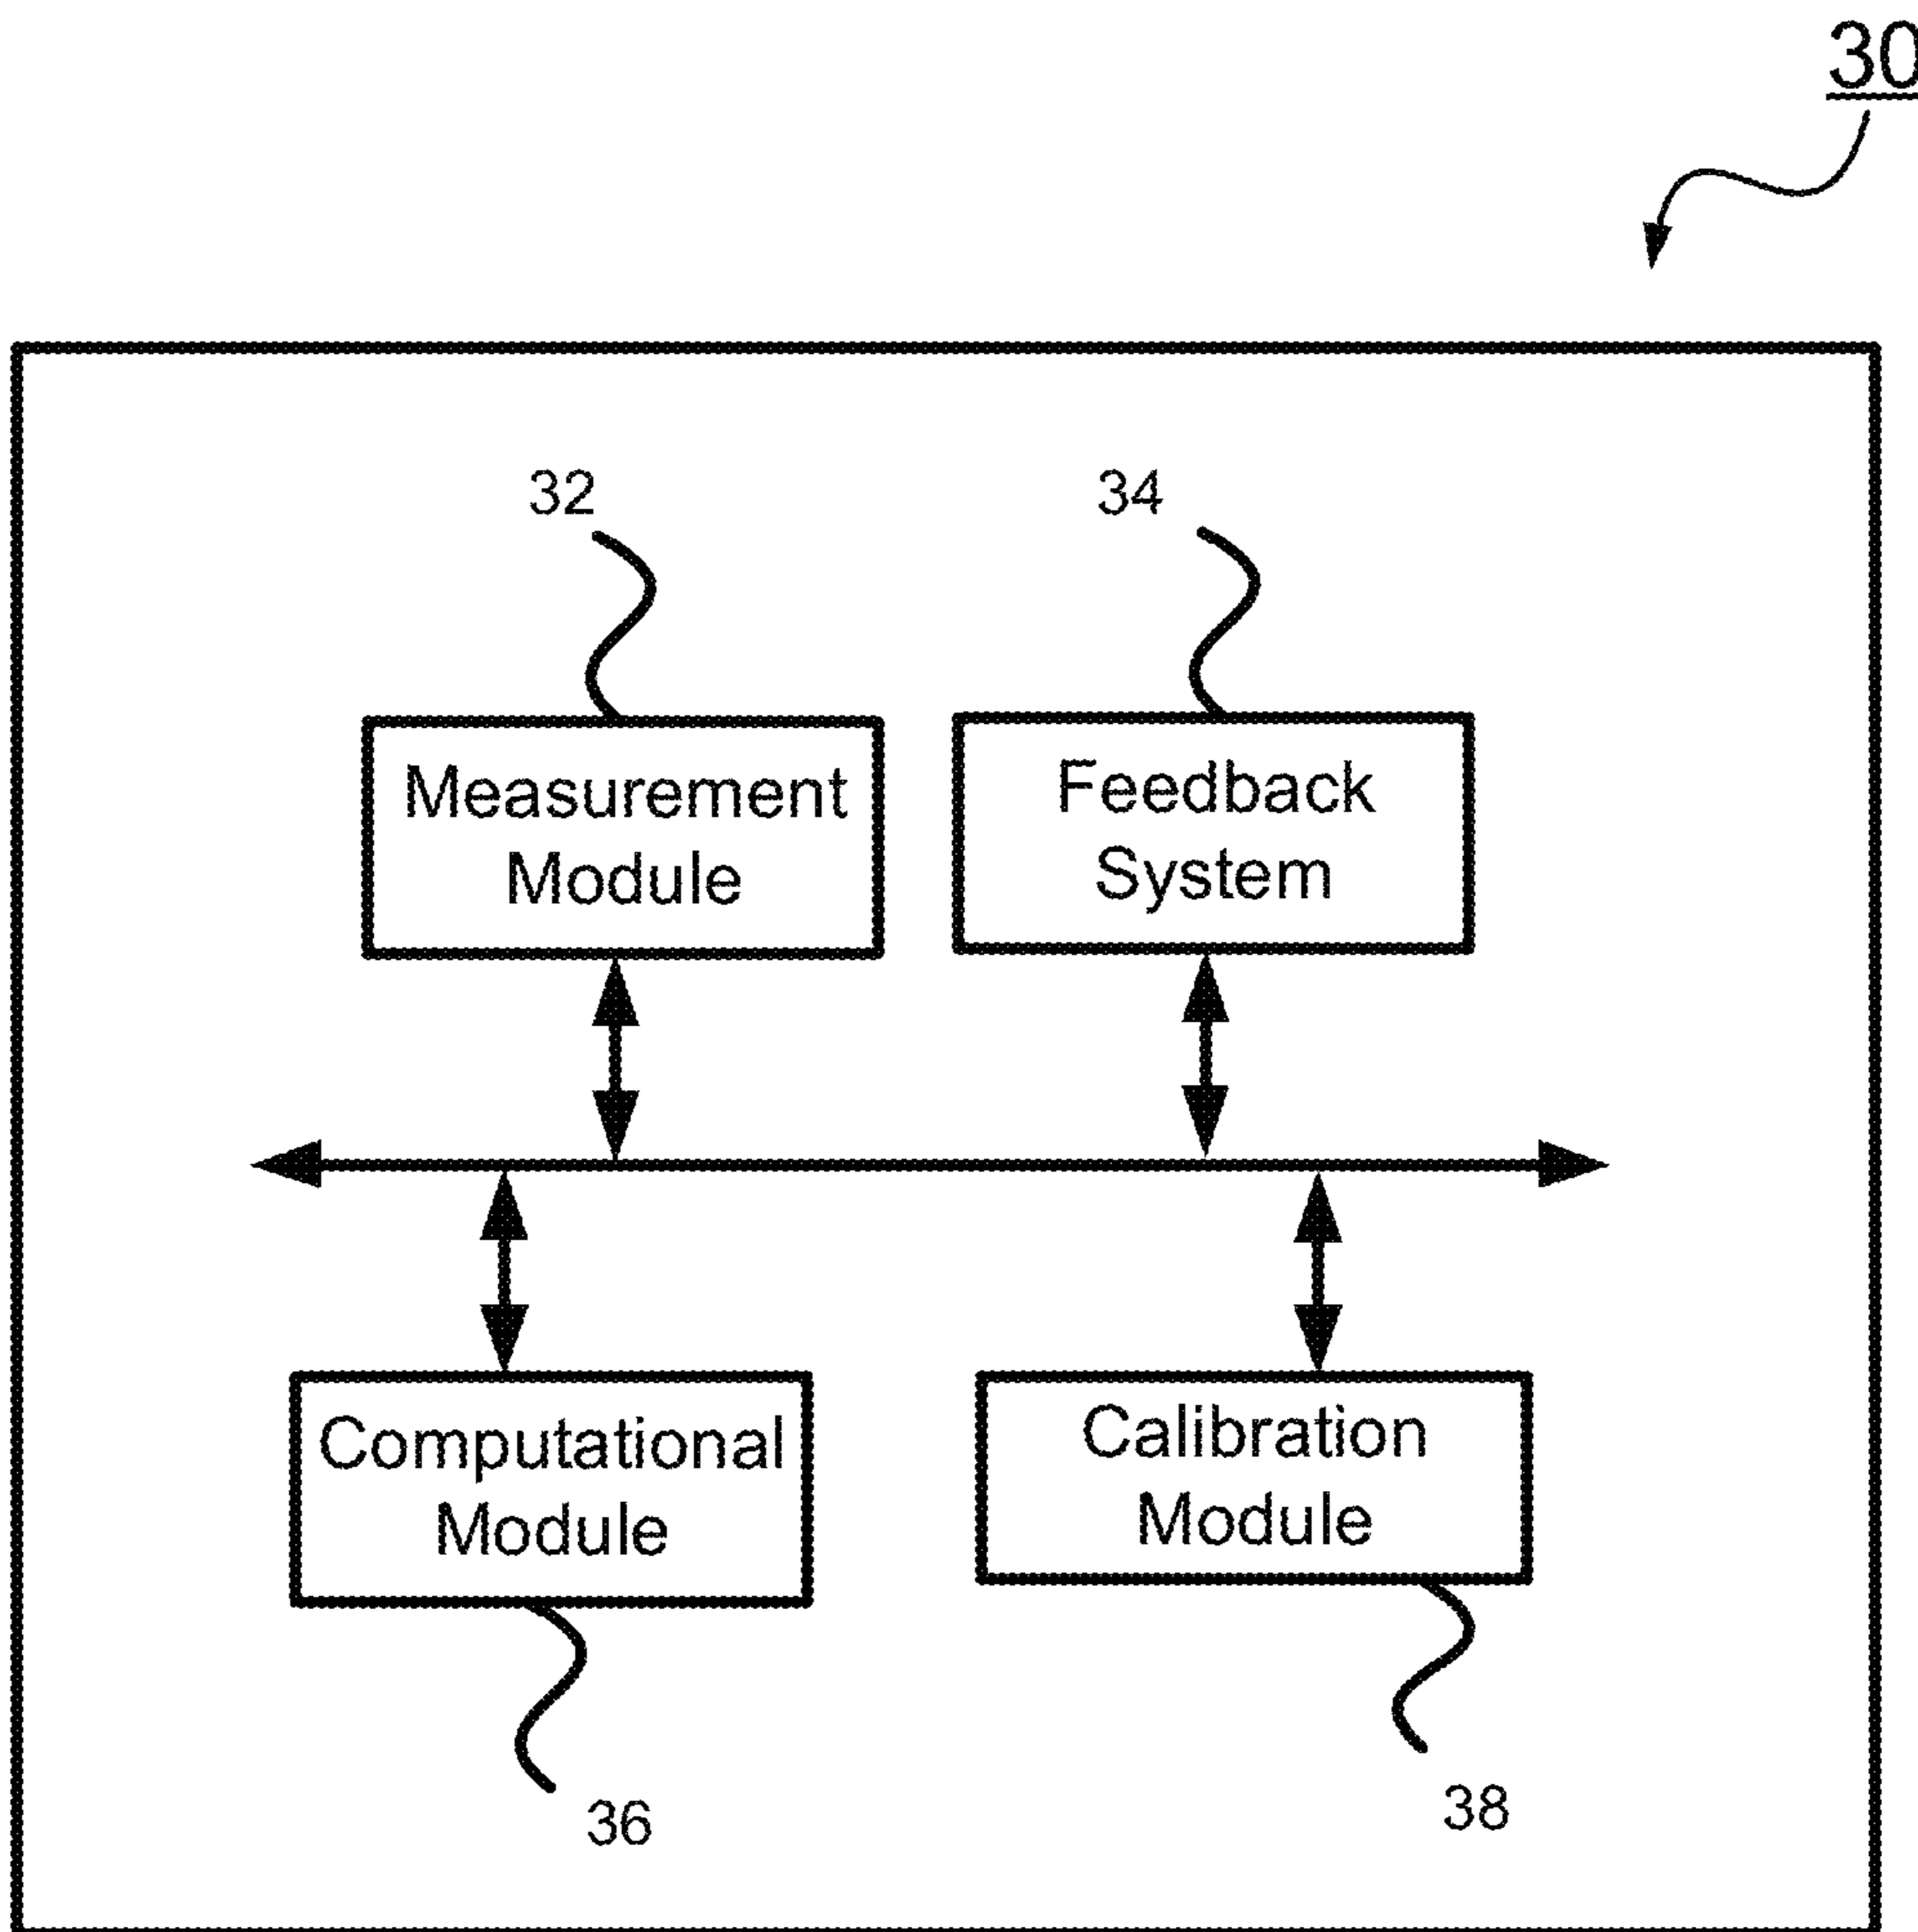 30
32
34
Measurement
Module
Feedback
System
Computational
Module
Calibration
Module
36
38